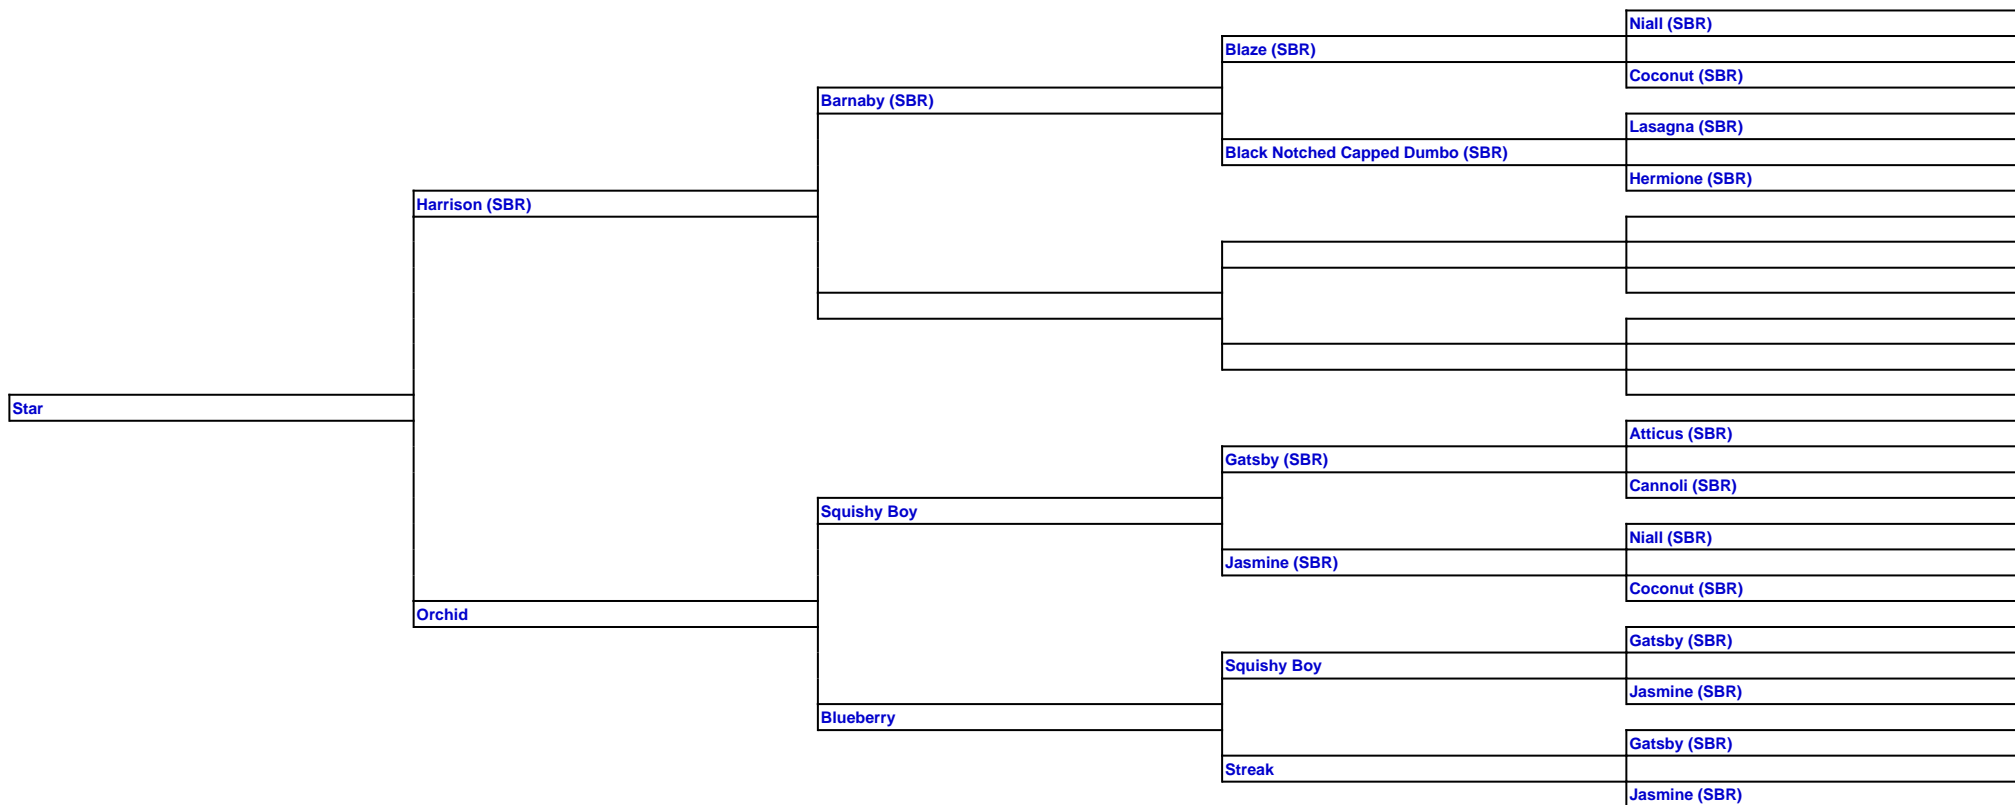 Niall (SBR)
Blaze (SBR)
Coconut (SBR)
Barnaby (SBR)
Lasagna (SBR)
Black Notched Capped Dumbo (SBR)
Hermione (SBR)
Harrison (SBR)
Star
Atticus (SBR)
Gatsby (SBR)
Cannoli (SBR)
Squishy Boy
Niall (SBR)
Jasmine (SBR)
Coconut (SBR)
Orchid
Gatsby (SBR)
Squishy Boy
Jasmine (SBR)
Blueberry
Gatsby (SBR)
Streak
Jasmine (SBR)